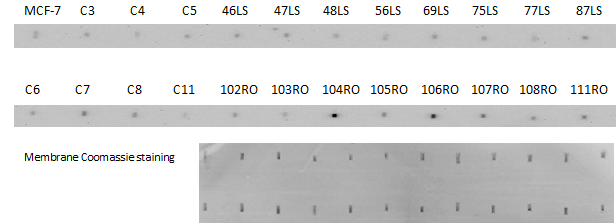 MCF-7 C3 C4 C5 46LS 47LS 48LS 56LS 69LS 75LS 77LS 87LS
C6 C7 C8 C11 102RO 103RO 104RO 105RO 106RO 107RO 108RO 111RO
Membrane Coomassie staining